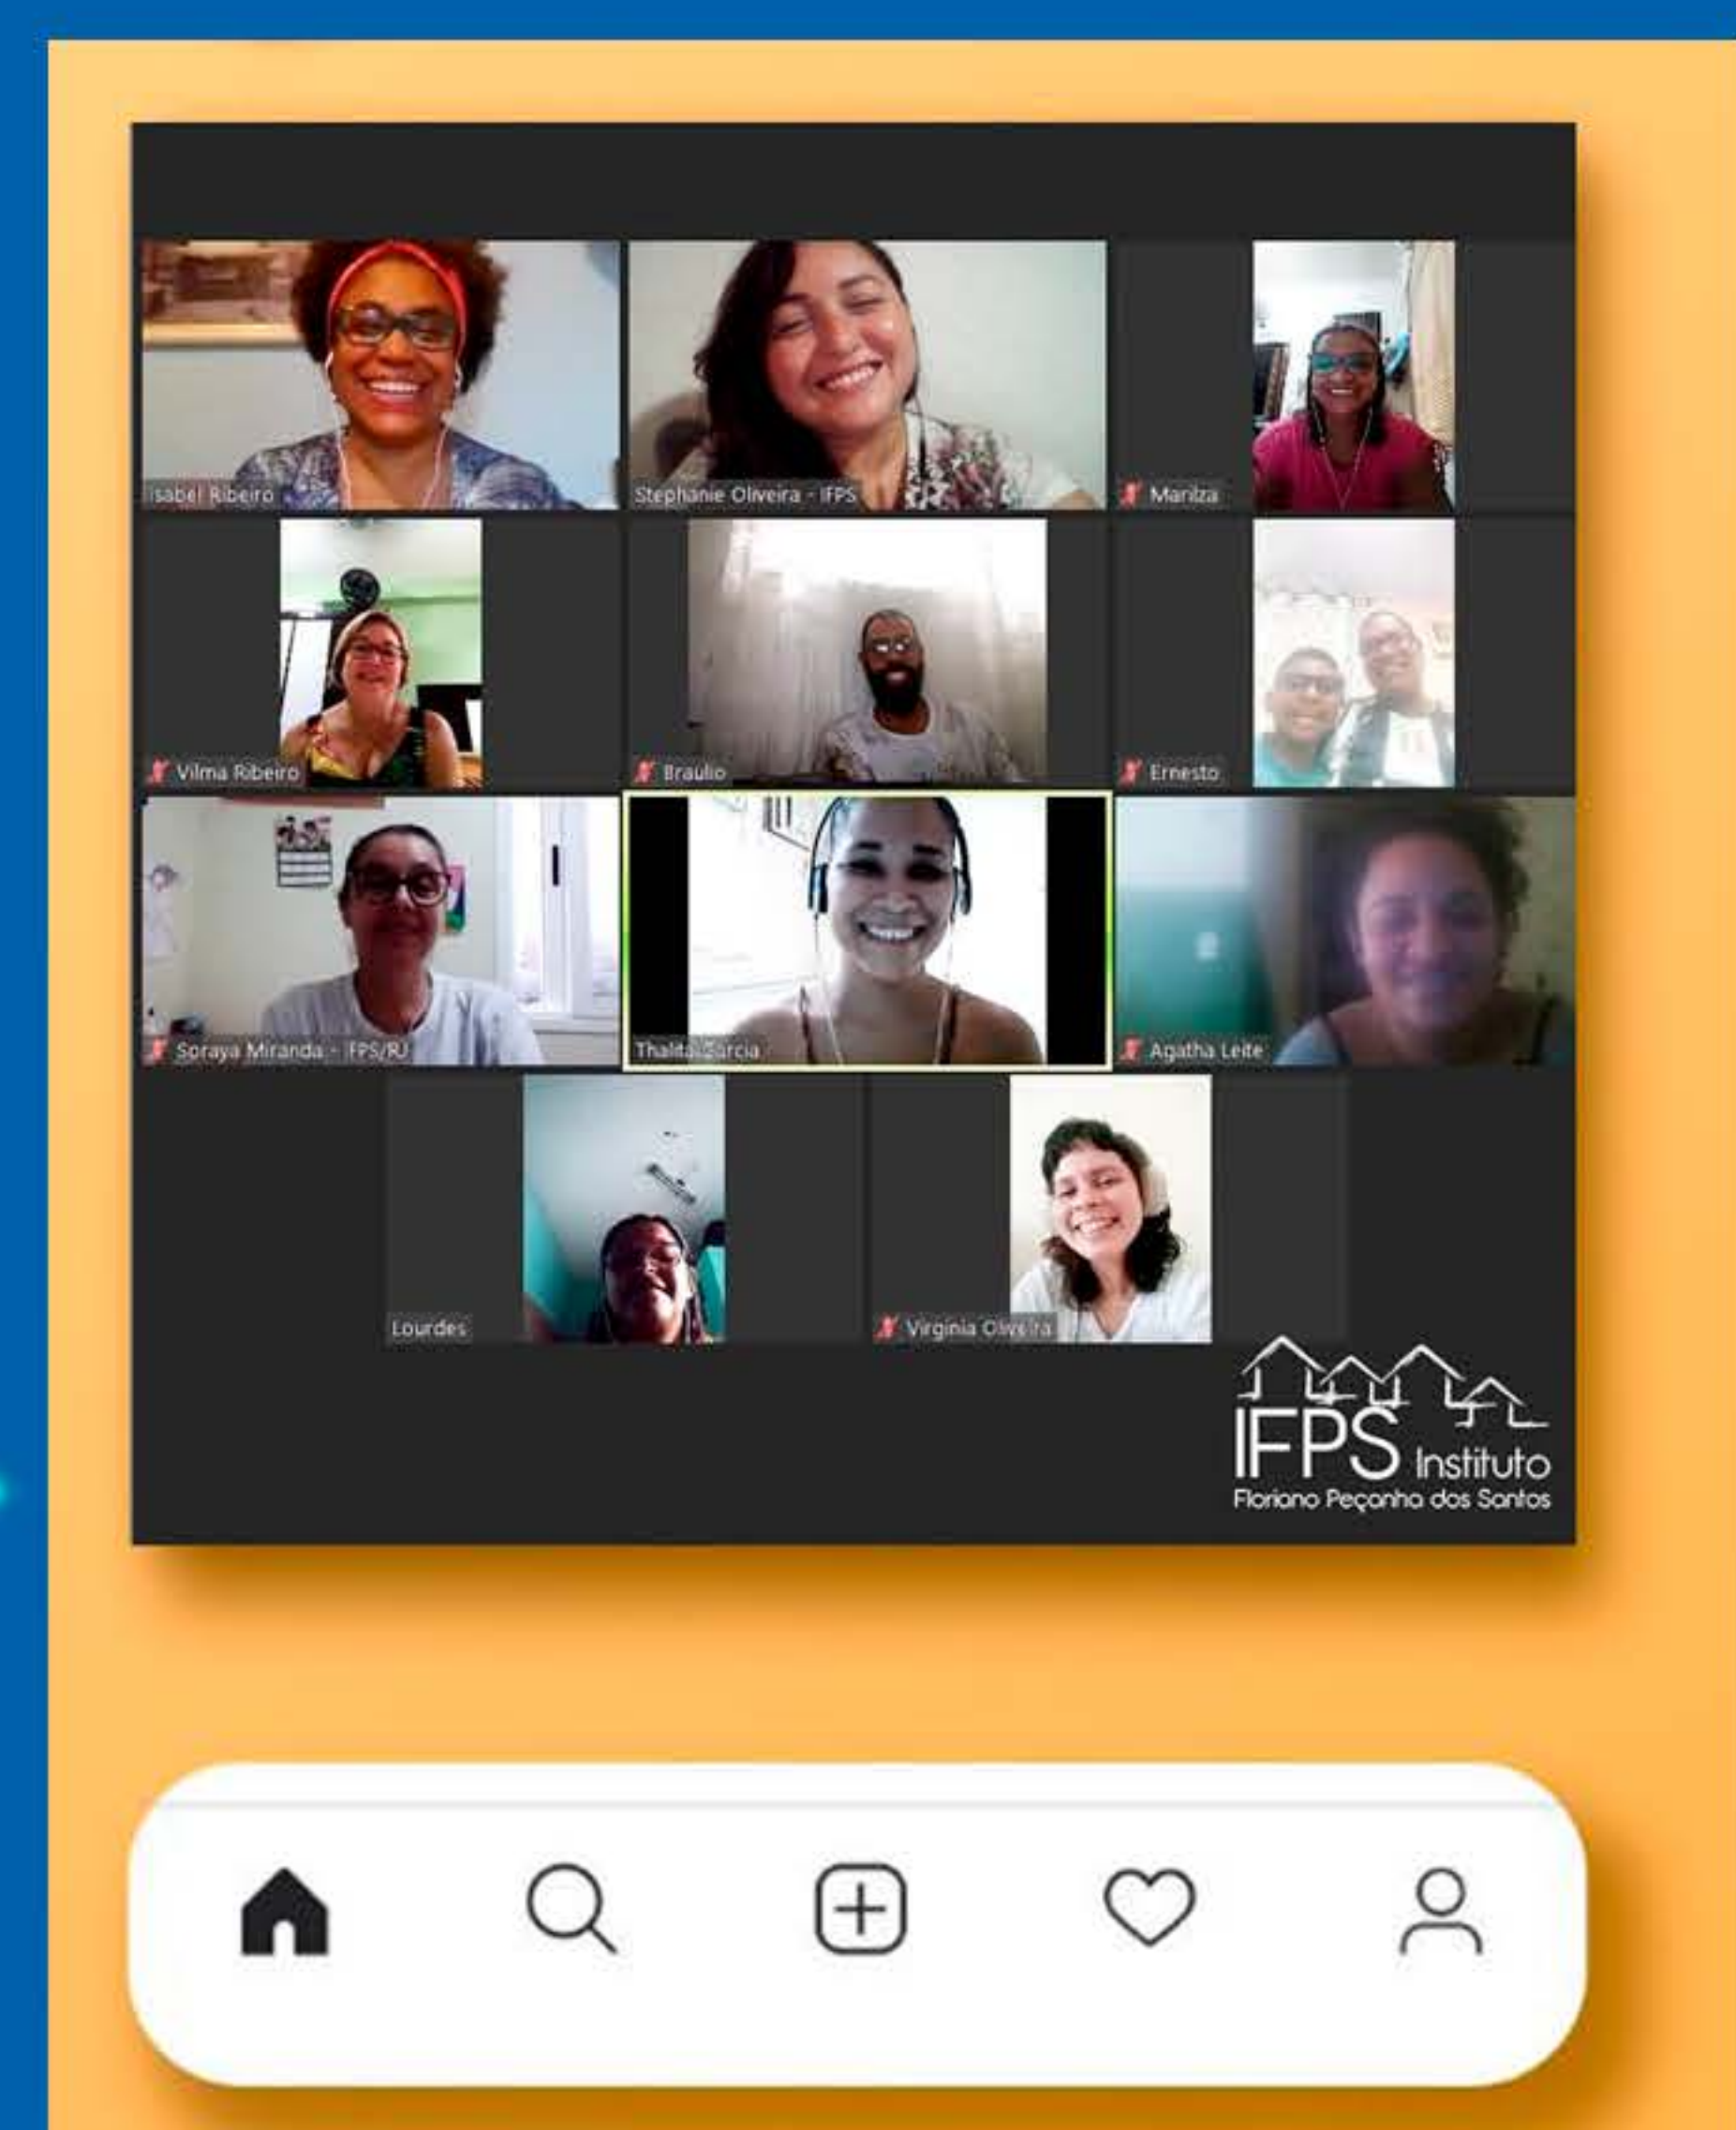 Isabel Ribeiro
Stephanie Oliveira - IFPS
Marilza
Vilma Ribeiro
Braulio
Ernesto
Soraya Miranda - IFPS/RJ
Thalita Garcia
Agatha Leite
Lourdes
Virginia Oliveira
IFPS Instituto
Floriano Peçanha dos Santos